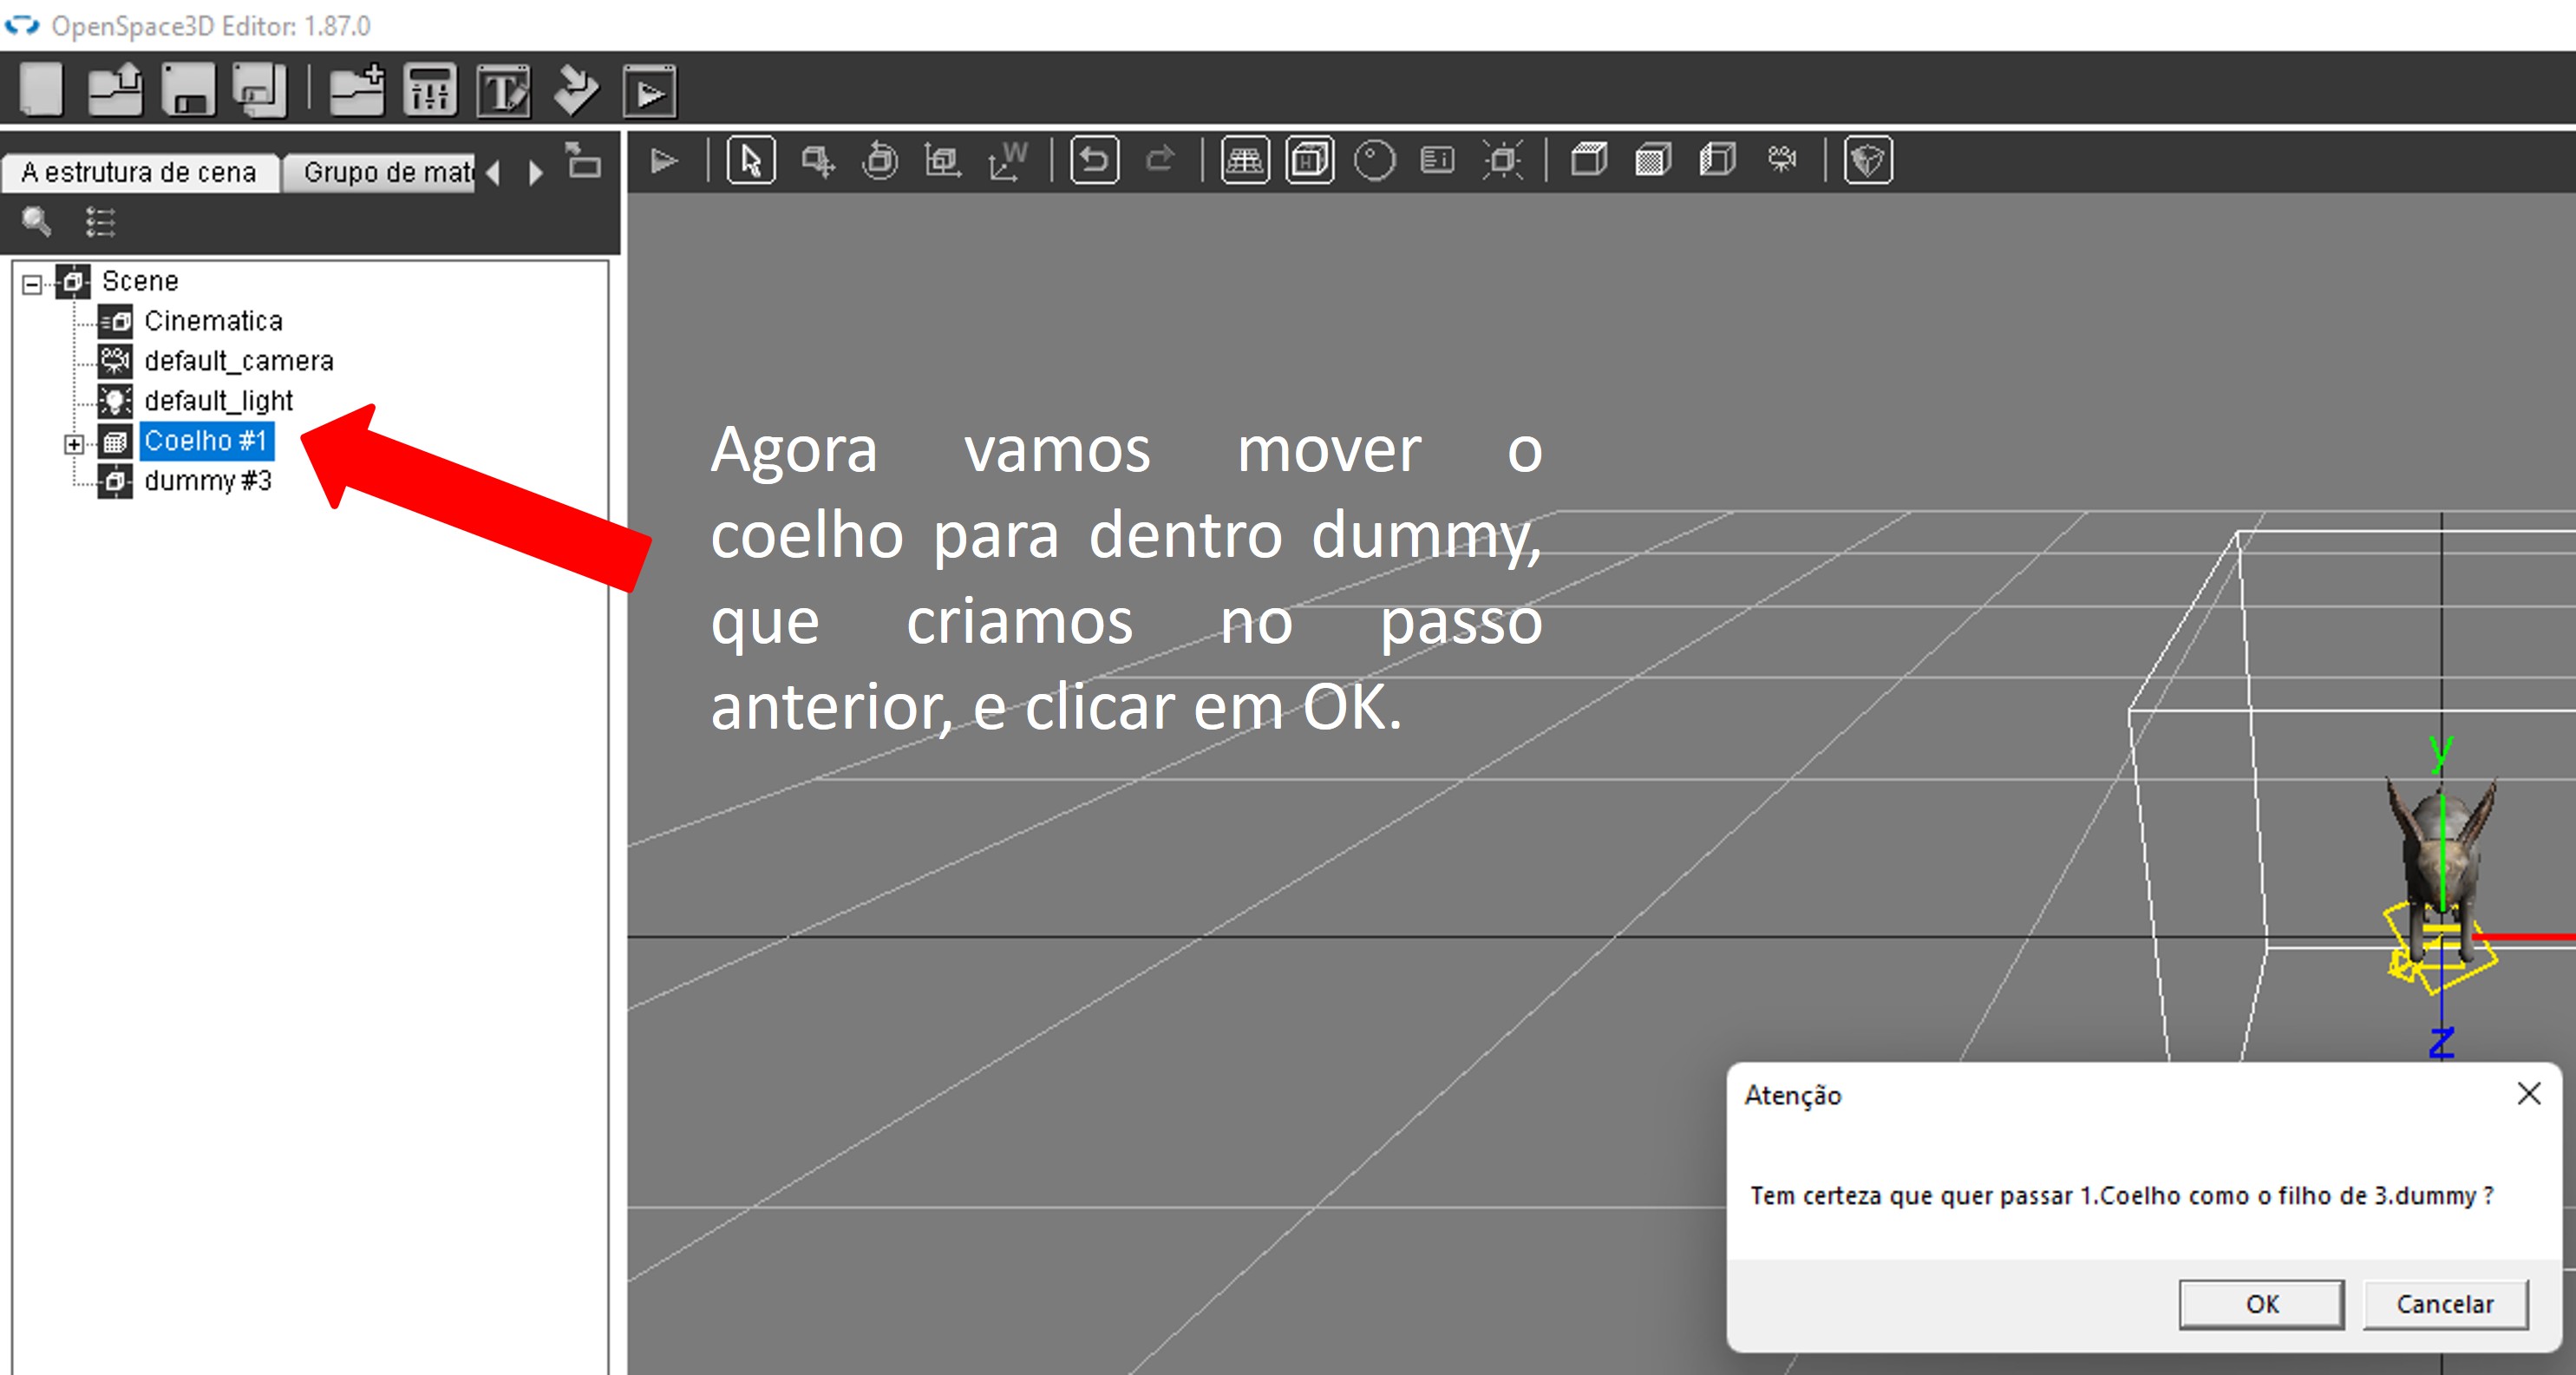 OpenSpace3D Editor: 1.87.0
A estrutura de cena
Grupo de mat
Scene
Cinematica
default_camera
default_light
Coelho #1
dummy #3
Agora vamos mover o
coelho para dentro dummy,
que criamos no passo
anterior, e clicar em OK.
y
z
Atenção
Tem certeza que quer passar 1.Coelho como o filho de 3.dummy ?
OK
Cancelar